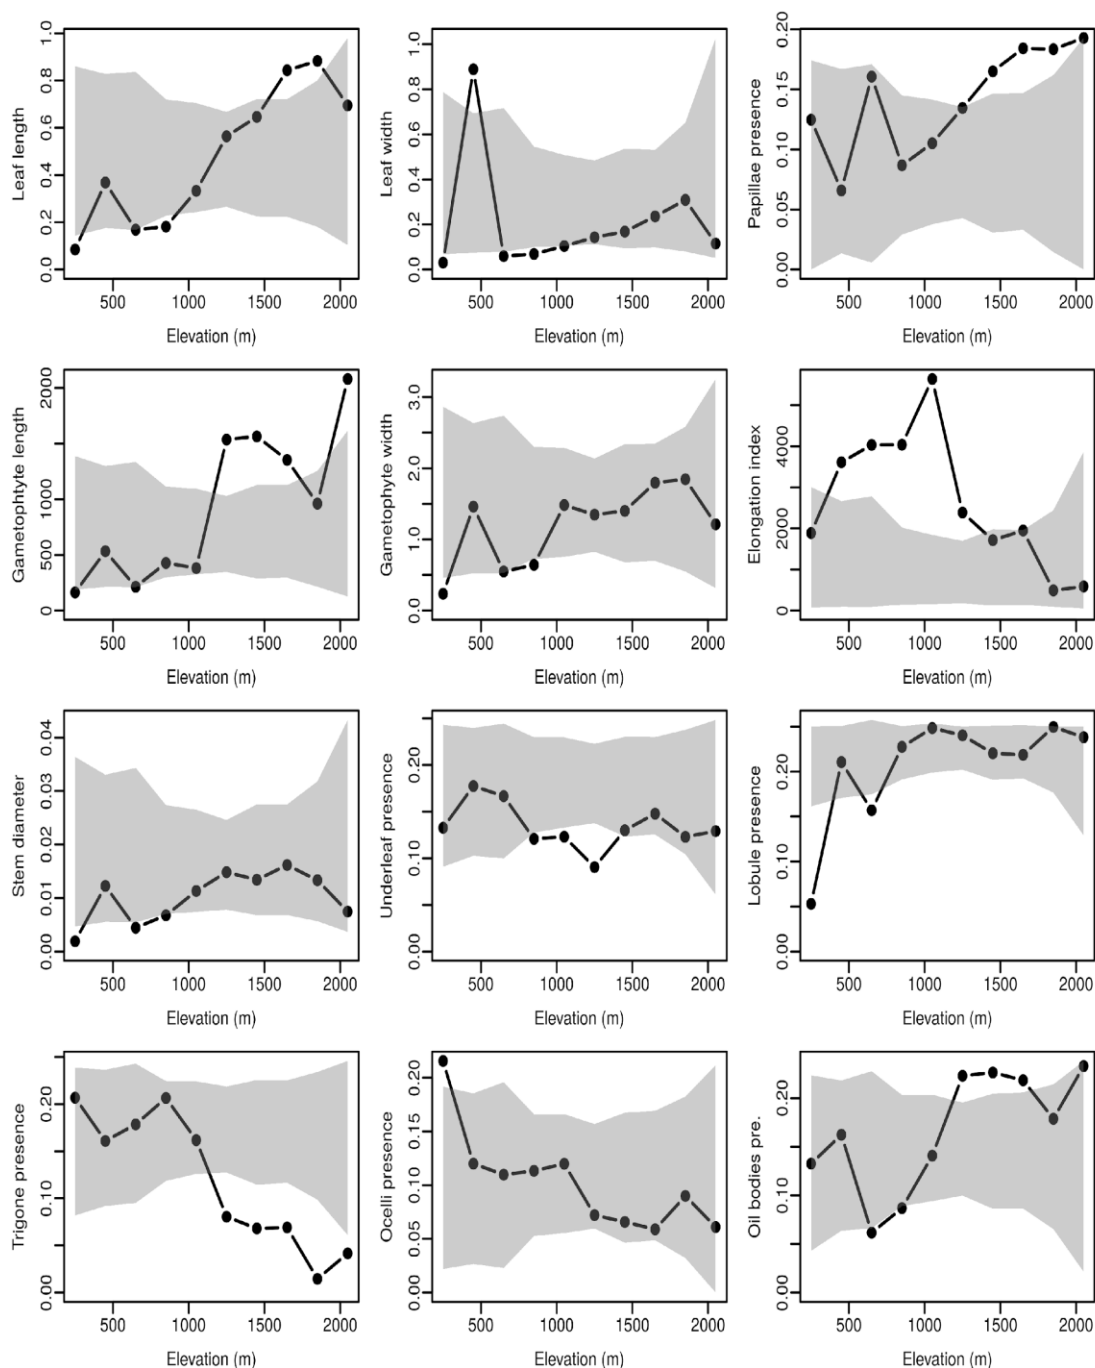 Leaf length
0.0 0.2 0.4 0.6 0.8 1.0
500 1000 1500 2000
Elevation (m)
Leaf width
0.0 0.2 0.4 0.6 0.8 1.0
500 1000 1500 2000
Elevation (m)
Papillae presence
0.00 0.05 0.10 0.15 0.20
500 1000 1500 2000
Elevation (m)
Gametophtyte length
0 500 1000 2000
500 1000 1500 2000
Elevation (m)
Gametophyte width
0.0 1.0 2.0 3.0
500 1000 1500 2000
Elevation (m)
Elongation index
0 2000 4000
500 1000 1500 2000
Elevation (m)
Stem diameter
0.00 0.01 0.02 0.03 0.04
500 1000 1500 2000
Elevation (m)
Underleaf presence
0.00 0.10 0.20
500 1000 1500 2000
Elevation (m)
Lobule presence
0.00 0.10 0.20
500 1000 1500 2000
Elevation (m)
Trigone presence
0.00 0.10 0.20
500 1000 1500 2000
Elevation (m)
Ocelli presence
0.00 0.05 0.10 0.15 0.20
500 1000 1500 2000
Elevation (m)
Oil bodies pre.
0.00 0.10 0.20
500 1000 1500 2000
Elevation (m)